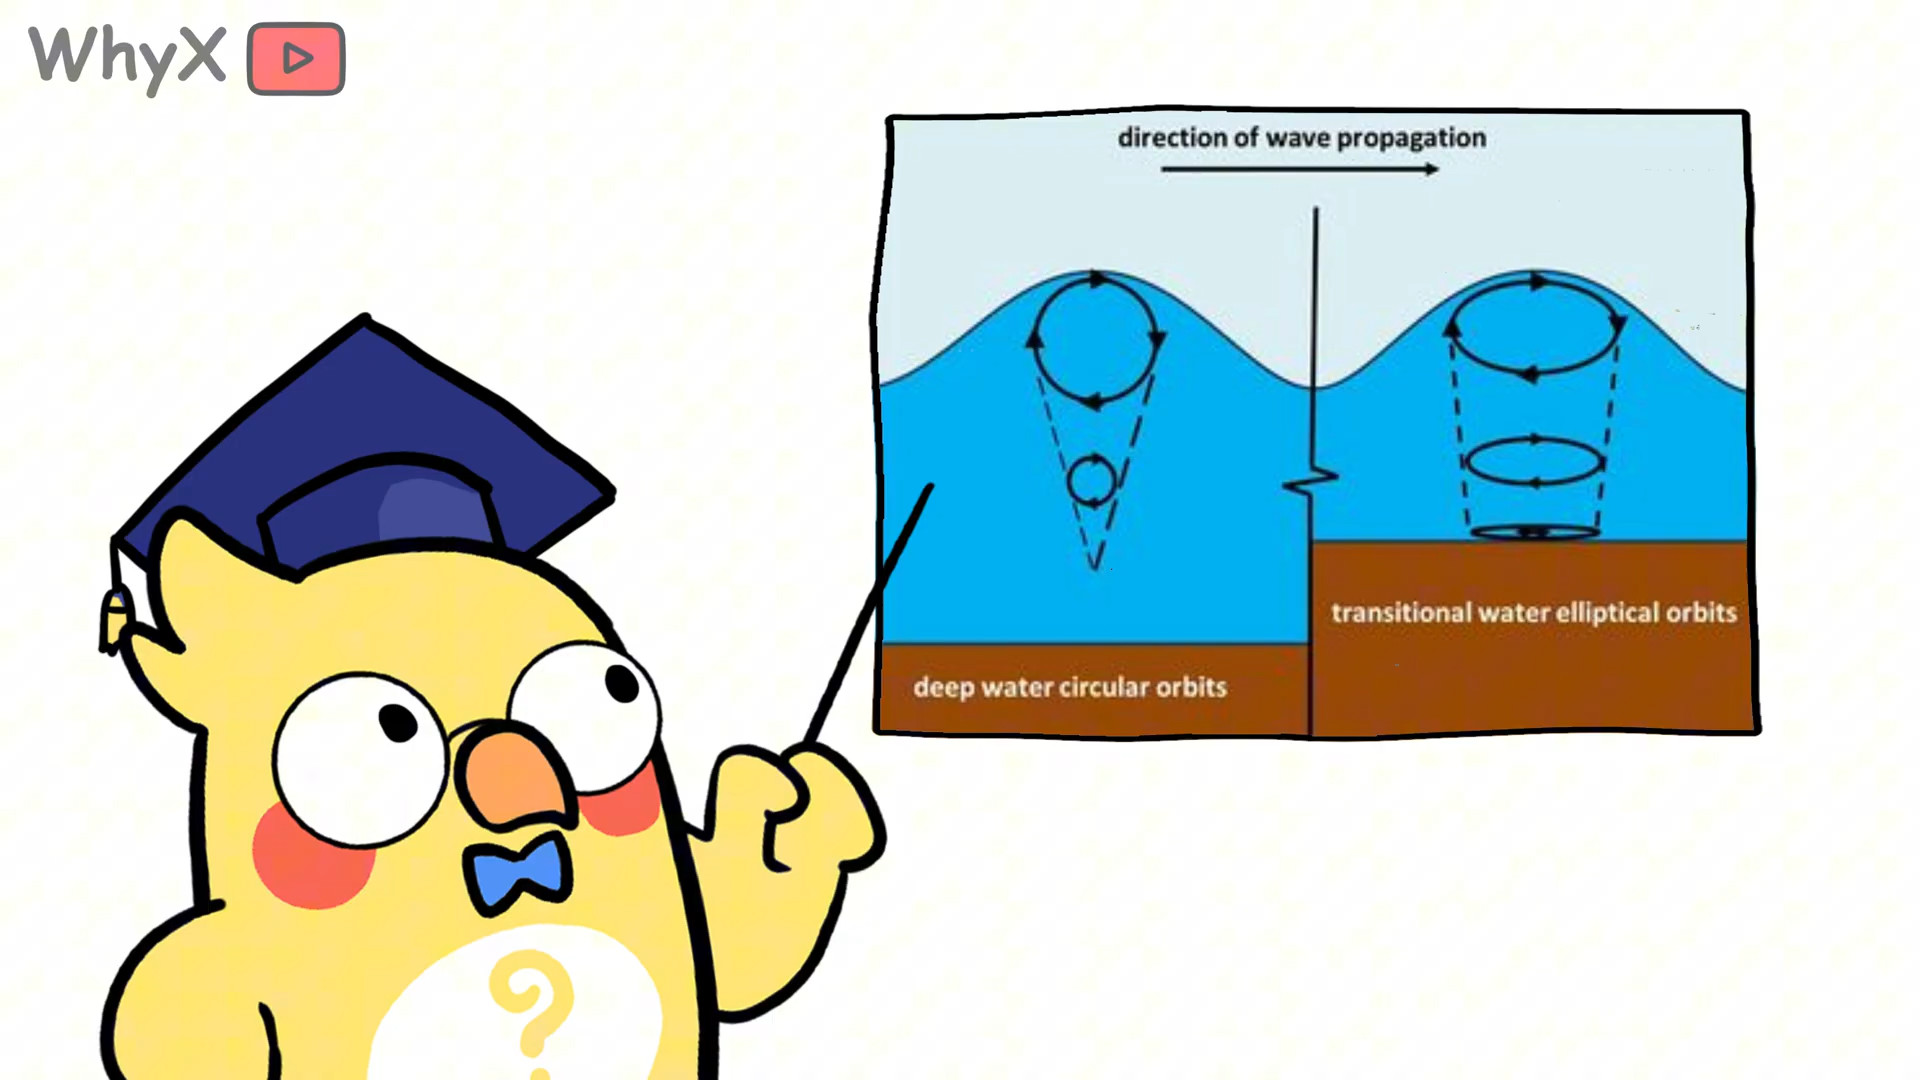 WhyX
direction of wave propagation
transitional water elliptical orbits
deep water circular orbits
?